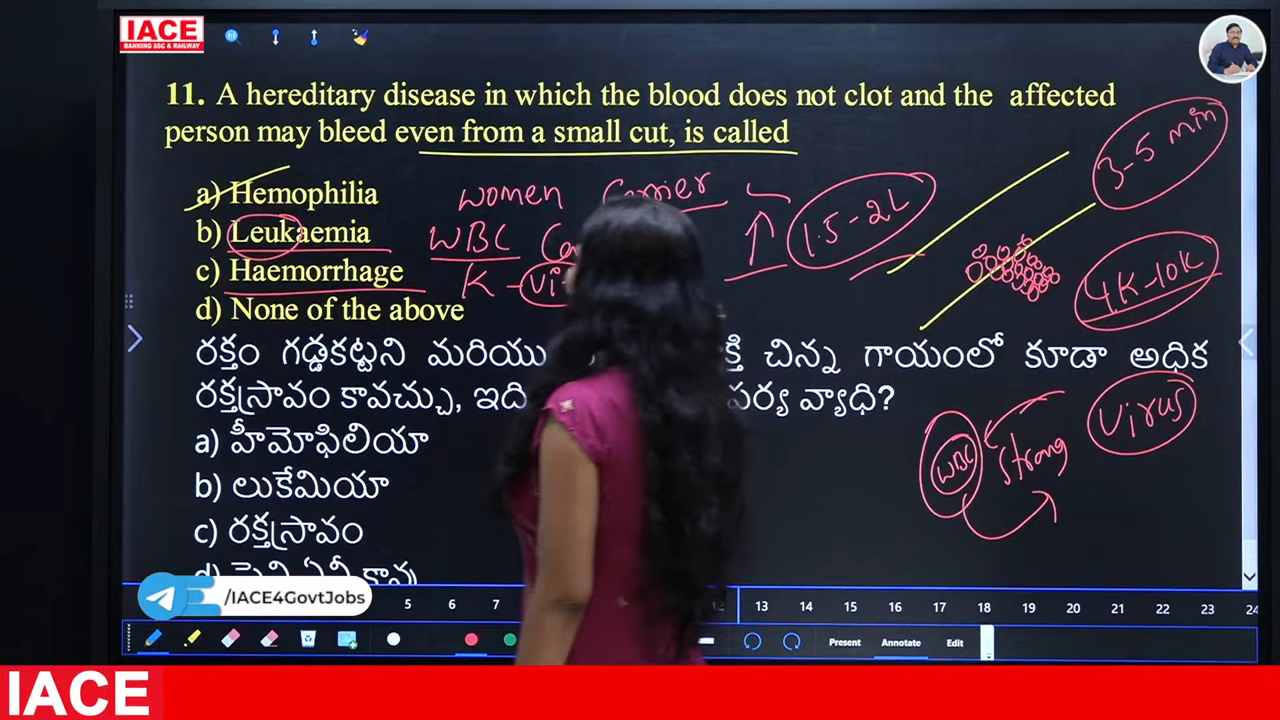 IACE
BANKING SSC & RAILWAY
11. A hereditary disease in which the blood does not clot and the affected
person may bleed even from a small cut, is called
3-5 min
a) Hemophilia women Carrier
1.5-2L
b) Leukaemia WBC
c) Haemorrhage K -
4K-10K
d) None of the above
రక్తం గడ్డకట్టని మరియు చిన్న గాయంలో కూడా అధిక
రక్తస్రావం కావచ్చు, ఇది వ్యాధి?
Virus
a) హీమోఫిలియా
WBC Strong
b) లుకేమియా
c) రక్తస్రావం
/IACE4GovtJobs
5 6 7 12 13 14 15 16 17 18 19 20 21 22 23 24
Present Annotate Edit
IACE